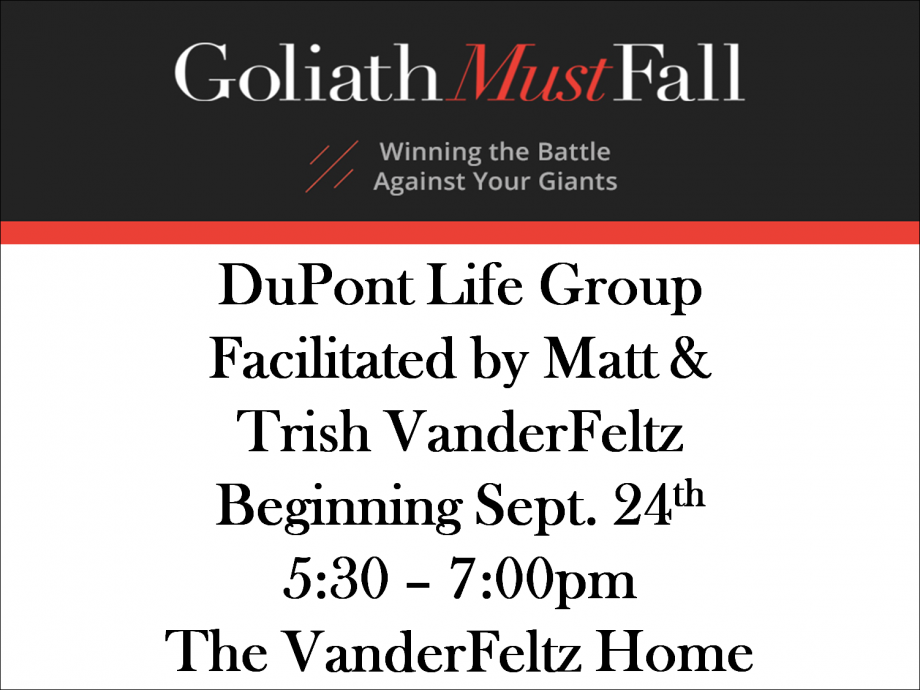 Goliath Must Fall
Winning the Battle
Against Your Giants
DuPont Life Group
Facilitated by Matt &
Trish VanderFeltz
Beginning Sept. 24th
5:30 – 7:00pm
The VanderFeltz Home